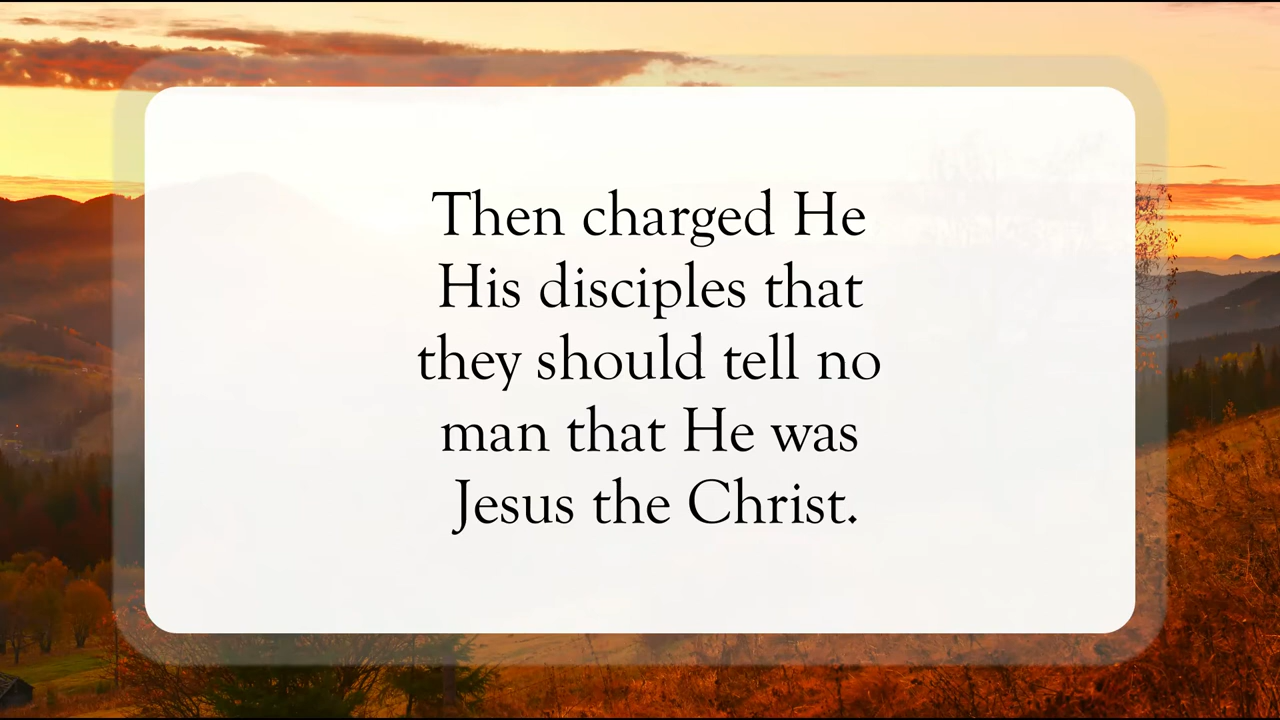 Then charged He
His disciples that
they should tell no
man that He was
Jesus the Christ.